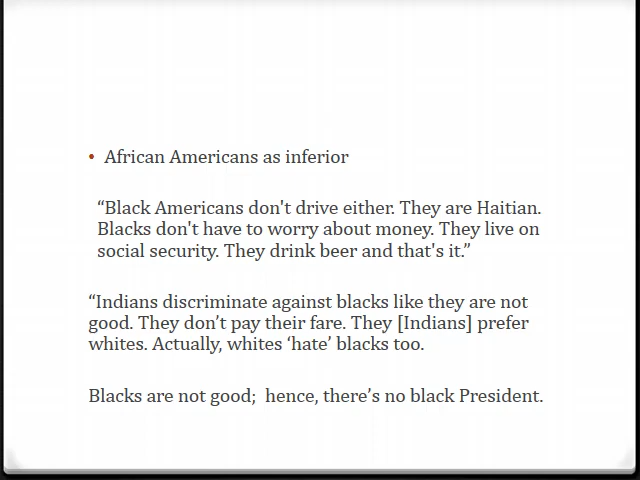 • African Americans as inferior
“Black Americans don't drive either. They are Haitian.
Blacks don't have to worry about money. They live on
social security. They drink beer and that's it.”
“Indians discriminate against blacks like they are not
good. They don’t pay their fare. They [Indians] prefer
whites. Actually, whites ‘hate’ blacks too.
Blacks are not good;  hence, there’s no black President.